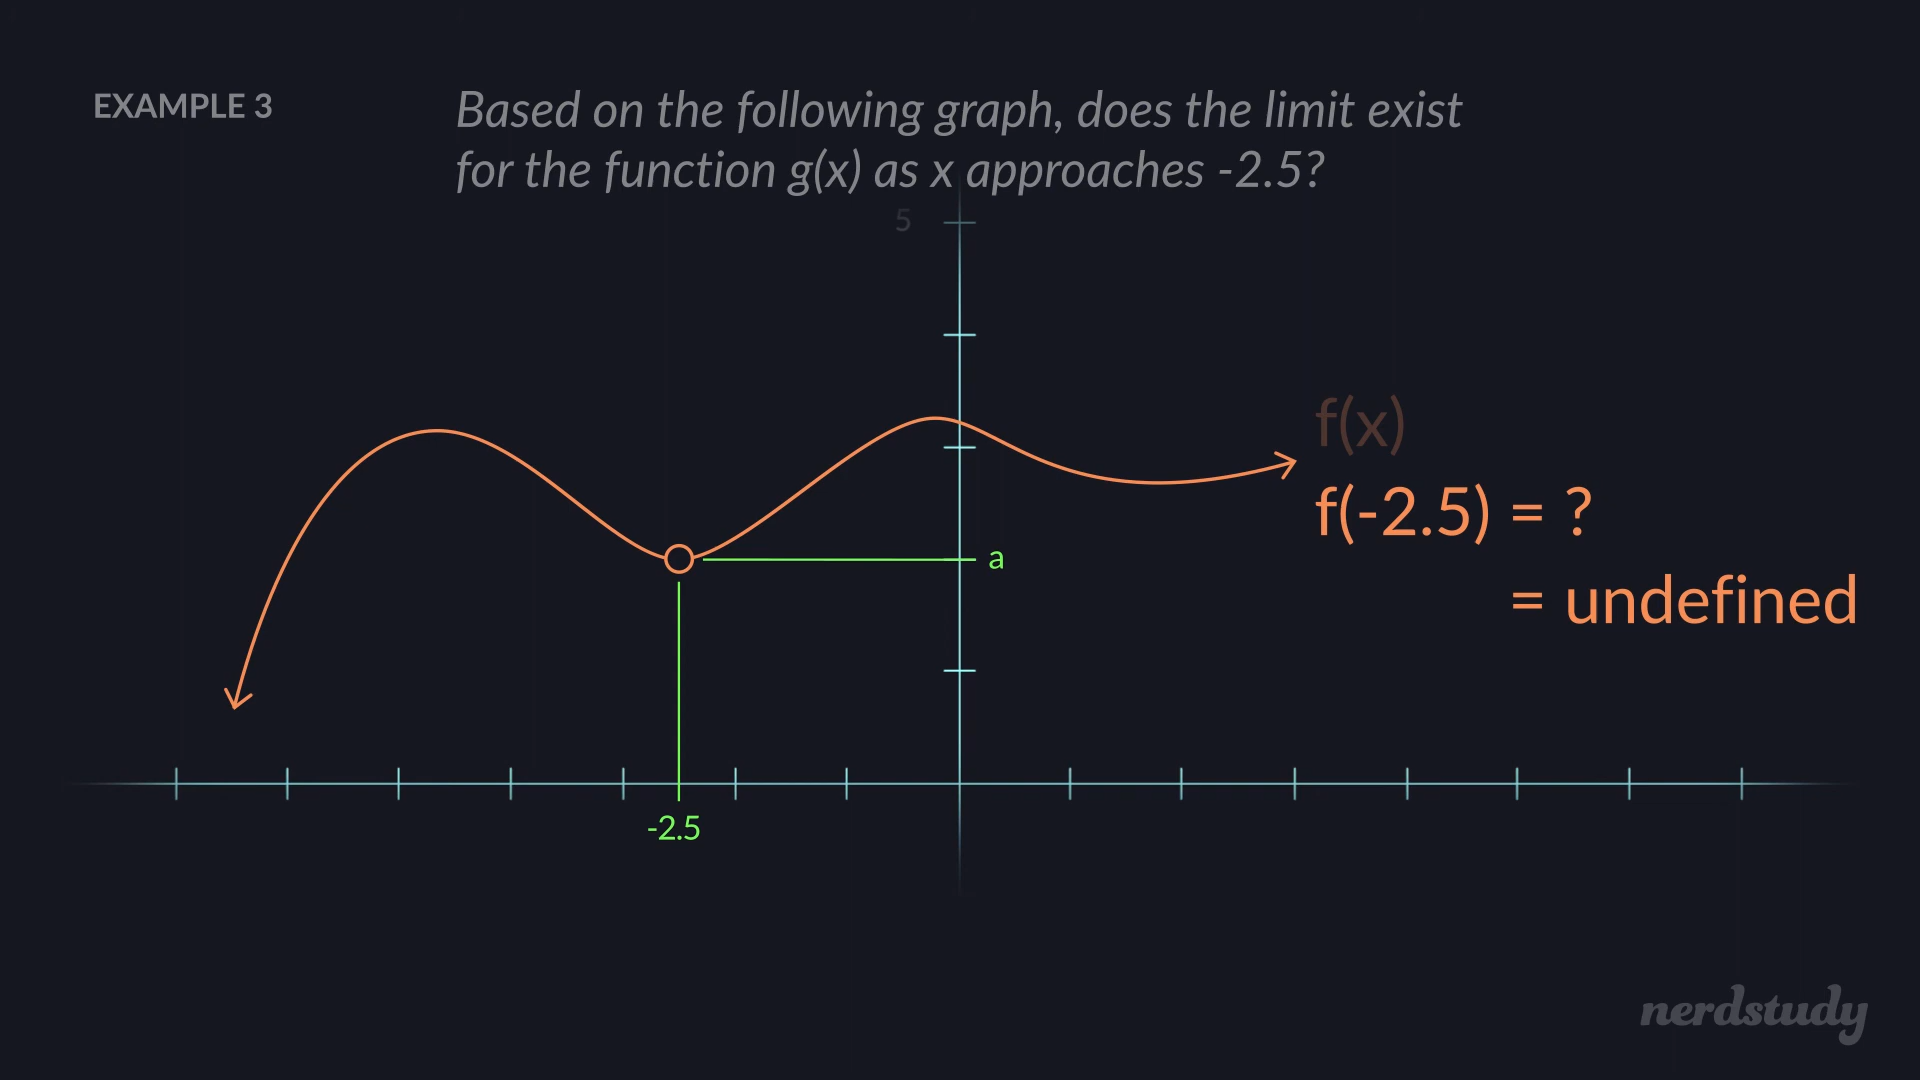 EXAMPLE 3
Based on the following graph, does the limit exist
for the function g(x) as x approaches -2.5?
5
f(x)
f(-2.5) = ?
a
= undefined
-2.5
nerdstudy